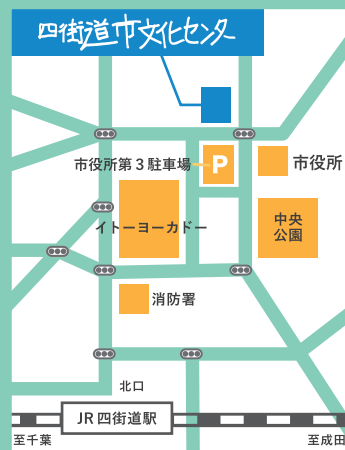 四街道市文化センター
市役所第3駐車場
P
市役所
イトーヨーカドー
中央
公園
消防署
北口
JR四街道駅
至千葉
至成田